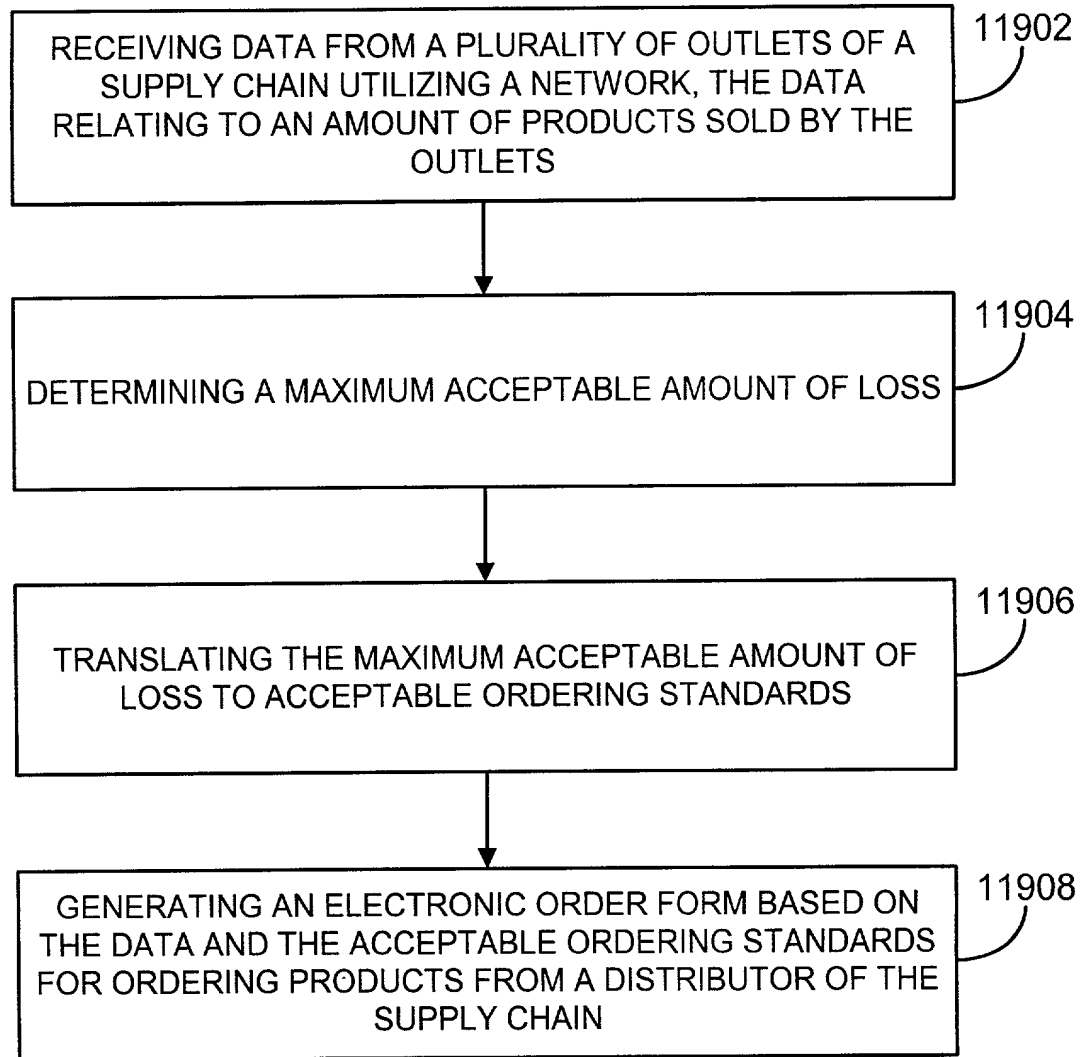 RECEIVING DATA FROM A PLURALITY OF OUTLETS OF A
SUPPLY CHAIN UTILIZING A NETWORK, THE DATA
RELATING TO AN AMOUNT OF PRODUCTS SOLD BY THE
OUTLETS
11902
DETERMINING A MAXIMUM ACCEPTABLE AMOUNT OF LOSS
11904
TRANSLATING THE MAXIMUM ACCEPTABLE AMOUNT OF
LOSS TO ACCEPTABLE ORDERING STANDARDS
11906
GENERATING AN ELECTRONIC ORDER FORM BASED ON
THE DATA AND THE ACCEPTABLE ORDERING STANDARDS
FOR ORDERING PRODUCTS FROM A DISTRIBUTOR OF THE
SUPPLY CHAIN
11908